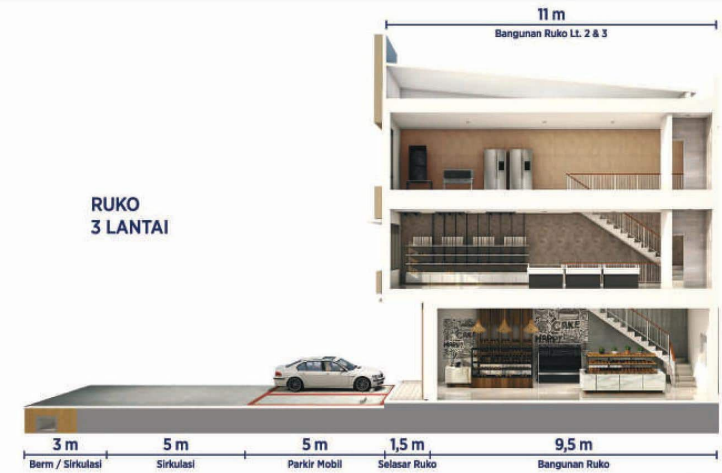 11 m
Bangunan Ruko Lt. 2 & 3
RUKO
3 LANTAI
CAKE
CAKE
3 m
5 m
5 m
1,5 m
9,5 m
Berm / Sirkulasi
Sirkulasi
Parkir Mobil
Selasar Ruko
Bangunan Ruko